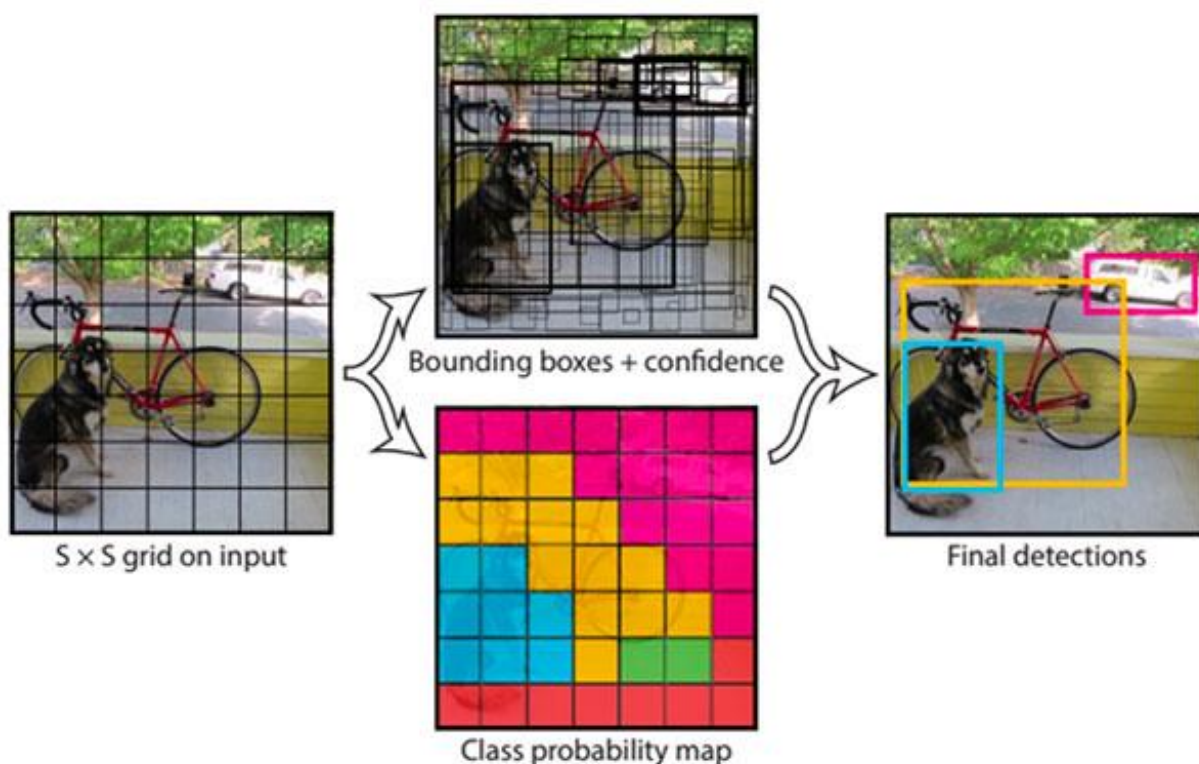 Bounding boxes + confidence
S × S grid on input
Final detections
Class probability map